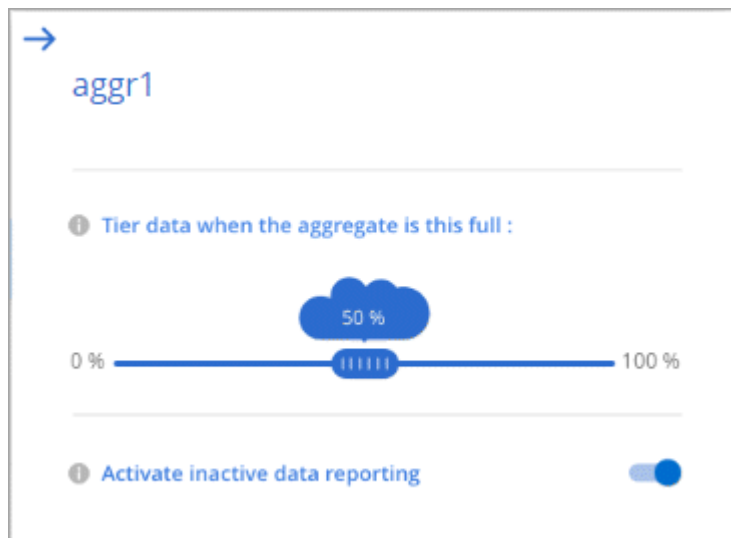 aggr1
Tier data when the aggregate is this full :
50 %
0 % 100 %
Activate inactive data reporting